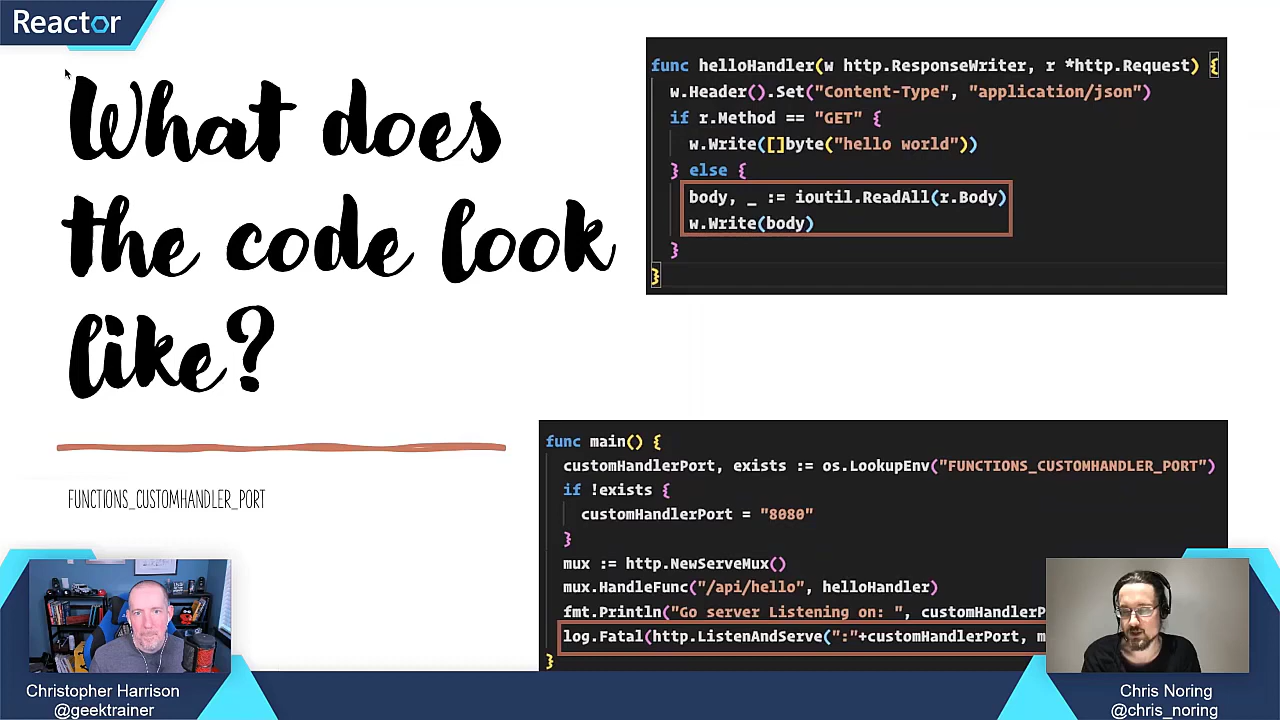 Reactor
What does
the code look
like?
FUNCTIONS_CUSTOMHANDLER_PORT
func helloHandler(w http.ResponseWriter, r *http.Request) {
w.Header().Set("Content-Type", "application/json")
if r.Method == "GET" {
w.Write([]byte("hello world"))
} else {
body, _ := ioutil.ReadAll(r.Body)
w.Write(body)
}
}
func main() {
customHandlerPort, exists := os.LookupEnv("FUNCTIONS_CUSTOMHANDLER_PORT")
if !exists {
customHandlerPort = "8080"
}
mux := http.NewServeMux()
mux.HandleFunc("/api/hello", helloHandler)
fmt.Println("Go server Listening on: ", customHandlerP
log.Fatal(http.ListenAndServe(":"+customHandlerPort, m
}
Christopher Harrison
@geektrainer
Chris Noring
@chris_noring